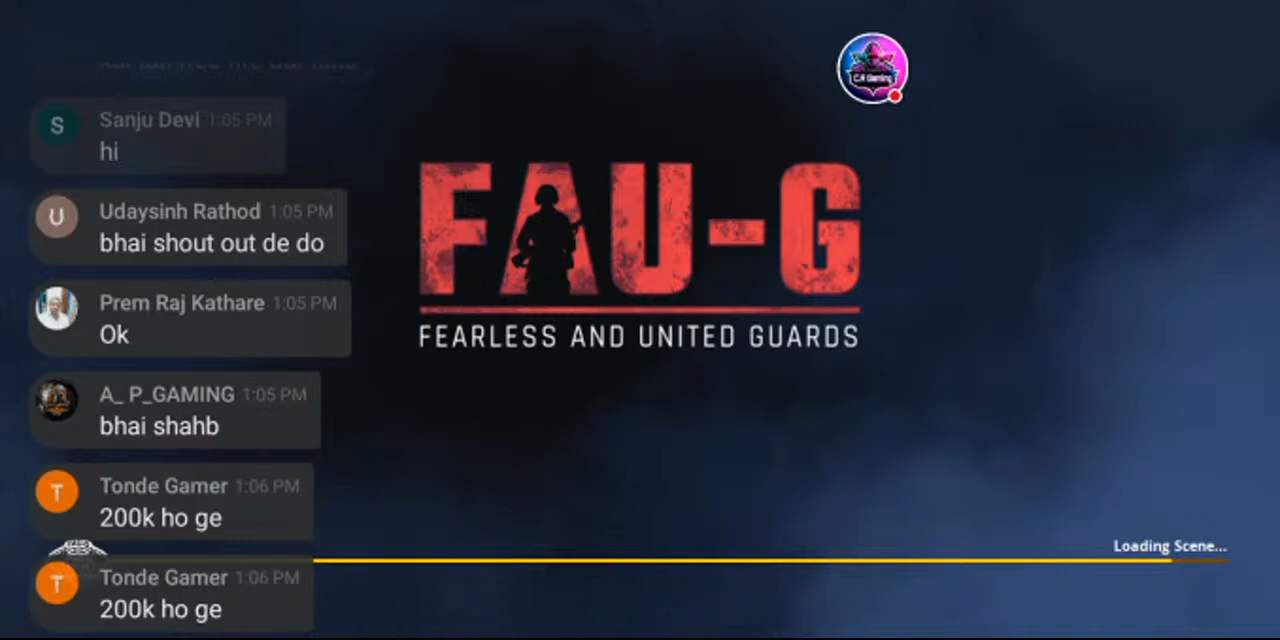 Sanju Devi 1:05 PM
hi
Udaysinh Rathod 1:05 PM
bhai shout out de do
Prem Raj Kathare 1:05 PM
Ok
A_ P_GAMING 1:05 PM
bhai shahb
Tonde Gamer 1:06 PM
200k ho ge
Tonde Gamer 1:06 PM
200k ho ge
S
U
T
T
FAU-G
FEARLESS AND UNITED GUARDS
Loading Scene...